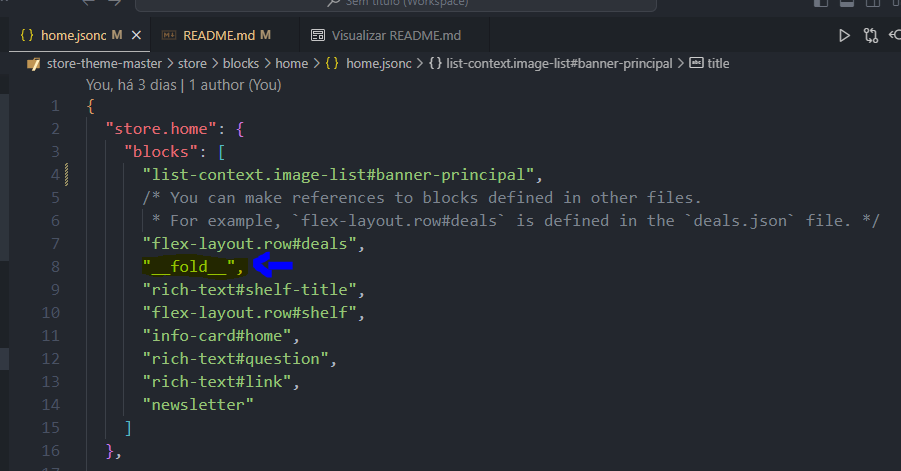 Sem título (Workspace)
home.jsonc M README.md M Visualizar README.md
store-theme-master > store > blocks > home > {} home.jsonc > {} list-context.image-list#banner-principal > title
You, há 3 dias | 1 author (You)
1 {
2 "store.home": {
3 "blocks": [
4 "list-context.image-list#banner-principal",
5 /* You can make references to blocks defined in other files.
6 * For example, `flex-layout.row#deals` is defined in the `deals.json` file. */
7 "flex-layout.row#deals",
8 "__fold__",
9 "rich-text#shelf-title",
10 "flex-layout.row#shelf",
11 "info-card#home",
12 "rich-text#question",
13 "rich-text#link",
14 "newsletter"
15 ]
16 },